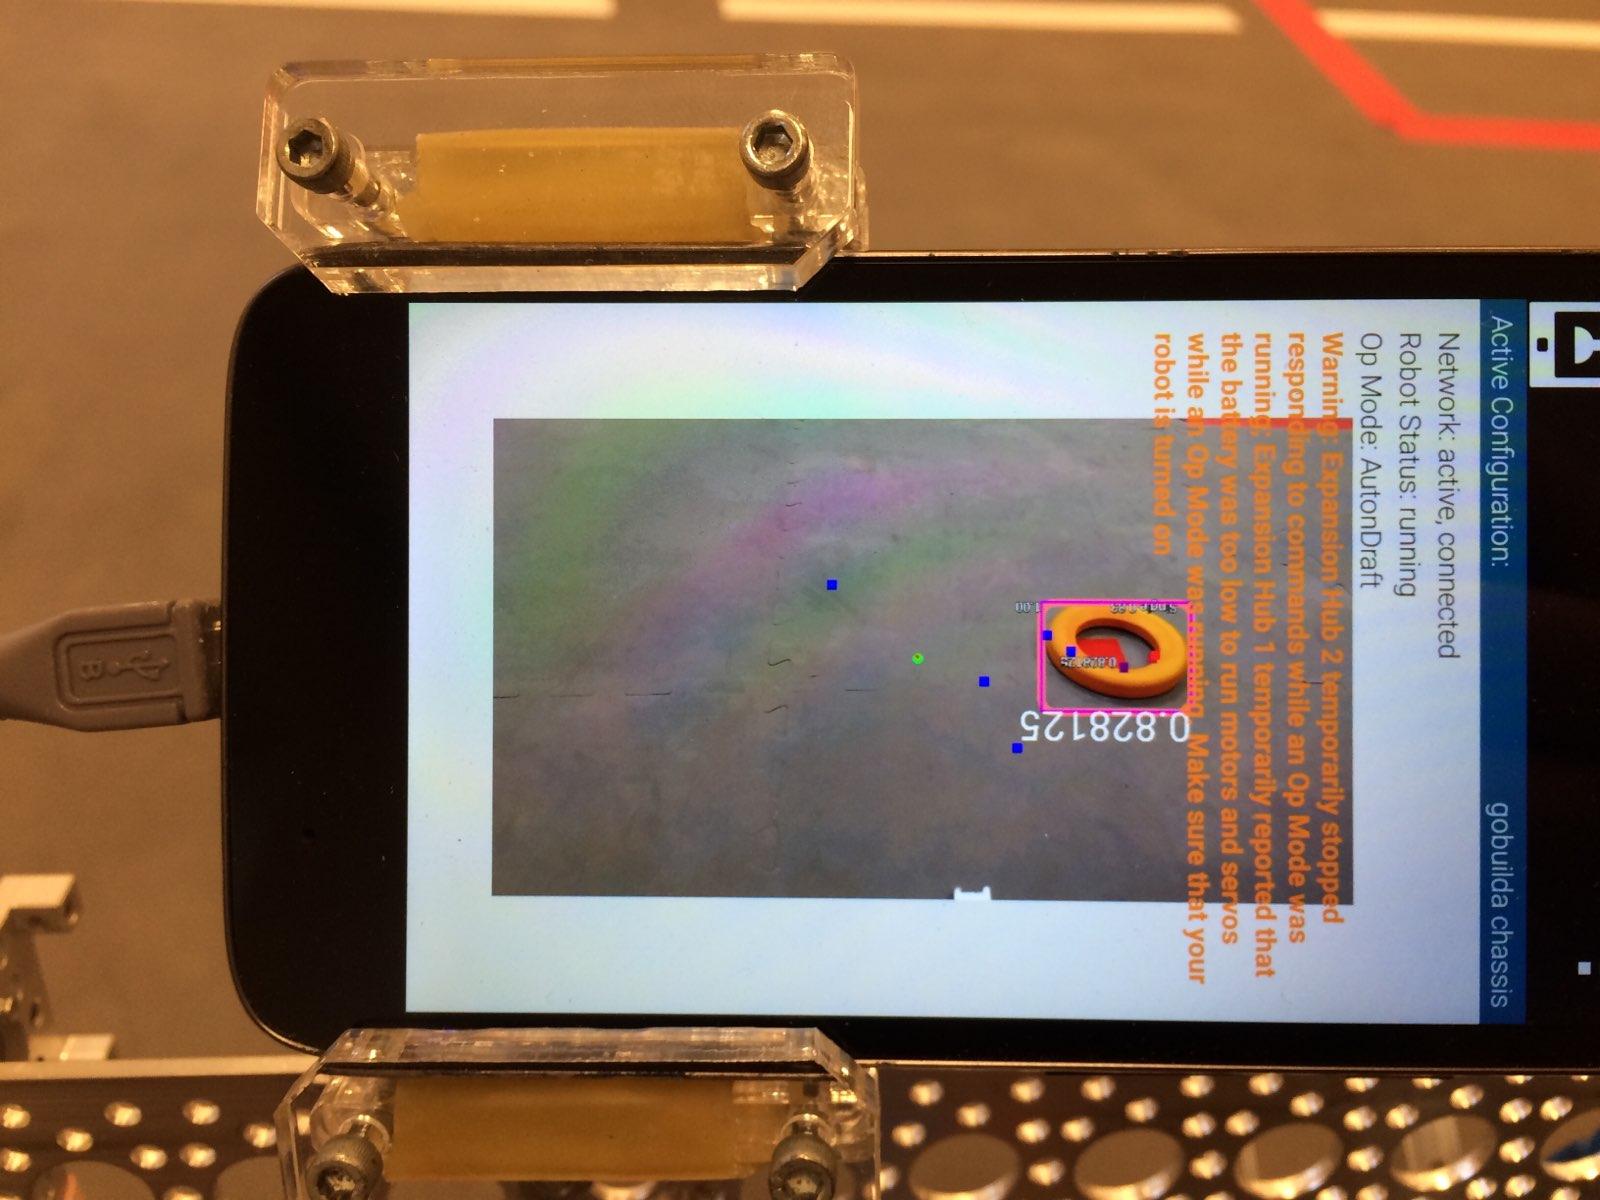 Active Configuration: gobuilda chassis
Network: active, connected
Robot Status: running
Op Mode: AutonDraft
Warning: Expansion Hub 2 temporarily stopped
responding to commands while an Op Mode was
running; Expansion Hub 1 temporarily reported that
the battery was too low to run motors and servos
while an Op Mode was running. Make sure that your
robot is turned on
0.828125
0.828125
1.00
B